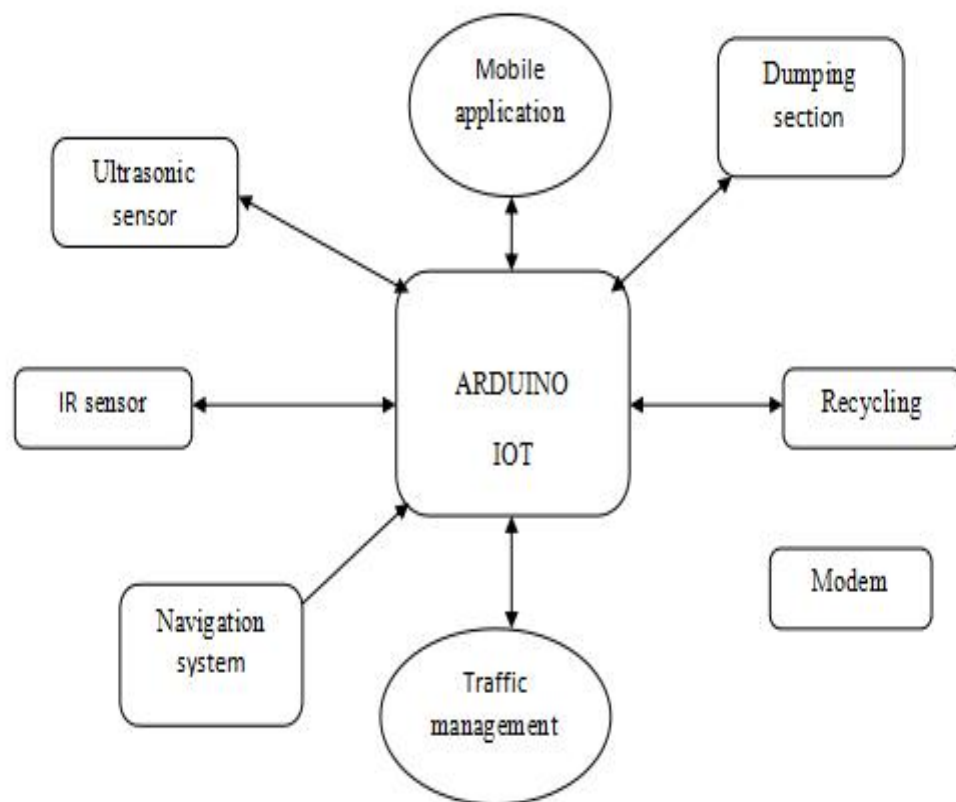 Mobile
application
Dumping
section
Ultrasonic
sensor
ARDUINO
IOT
IR sensor
Recycling
Modem
Navigation
system
Traffic
management